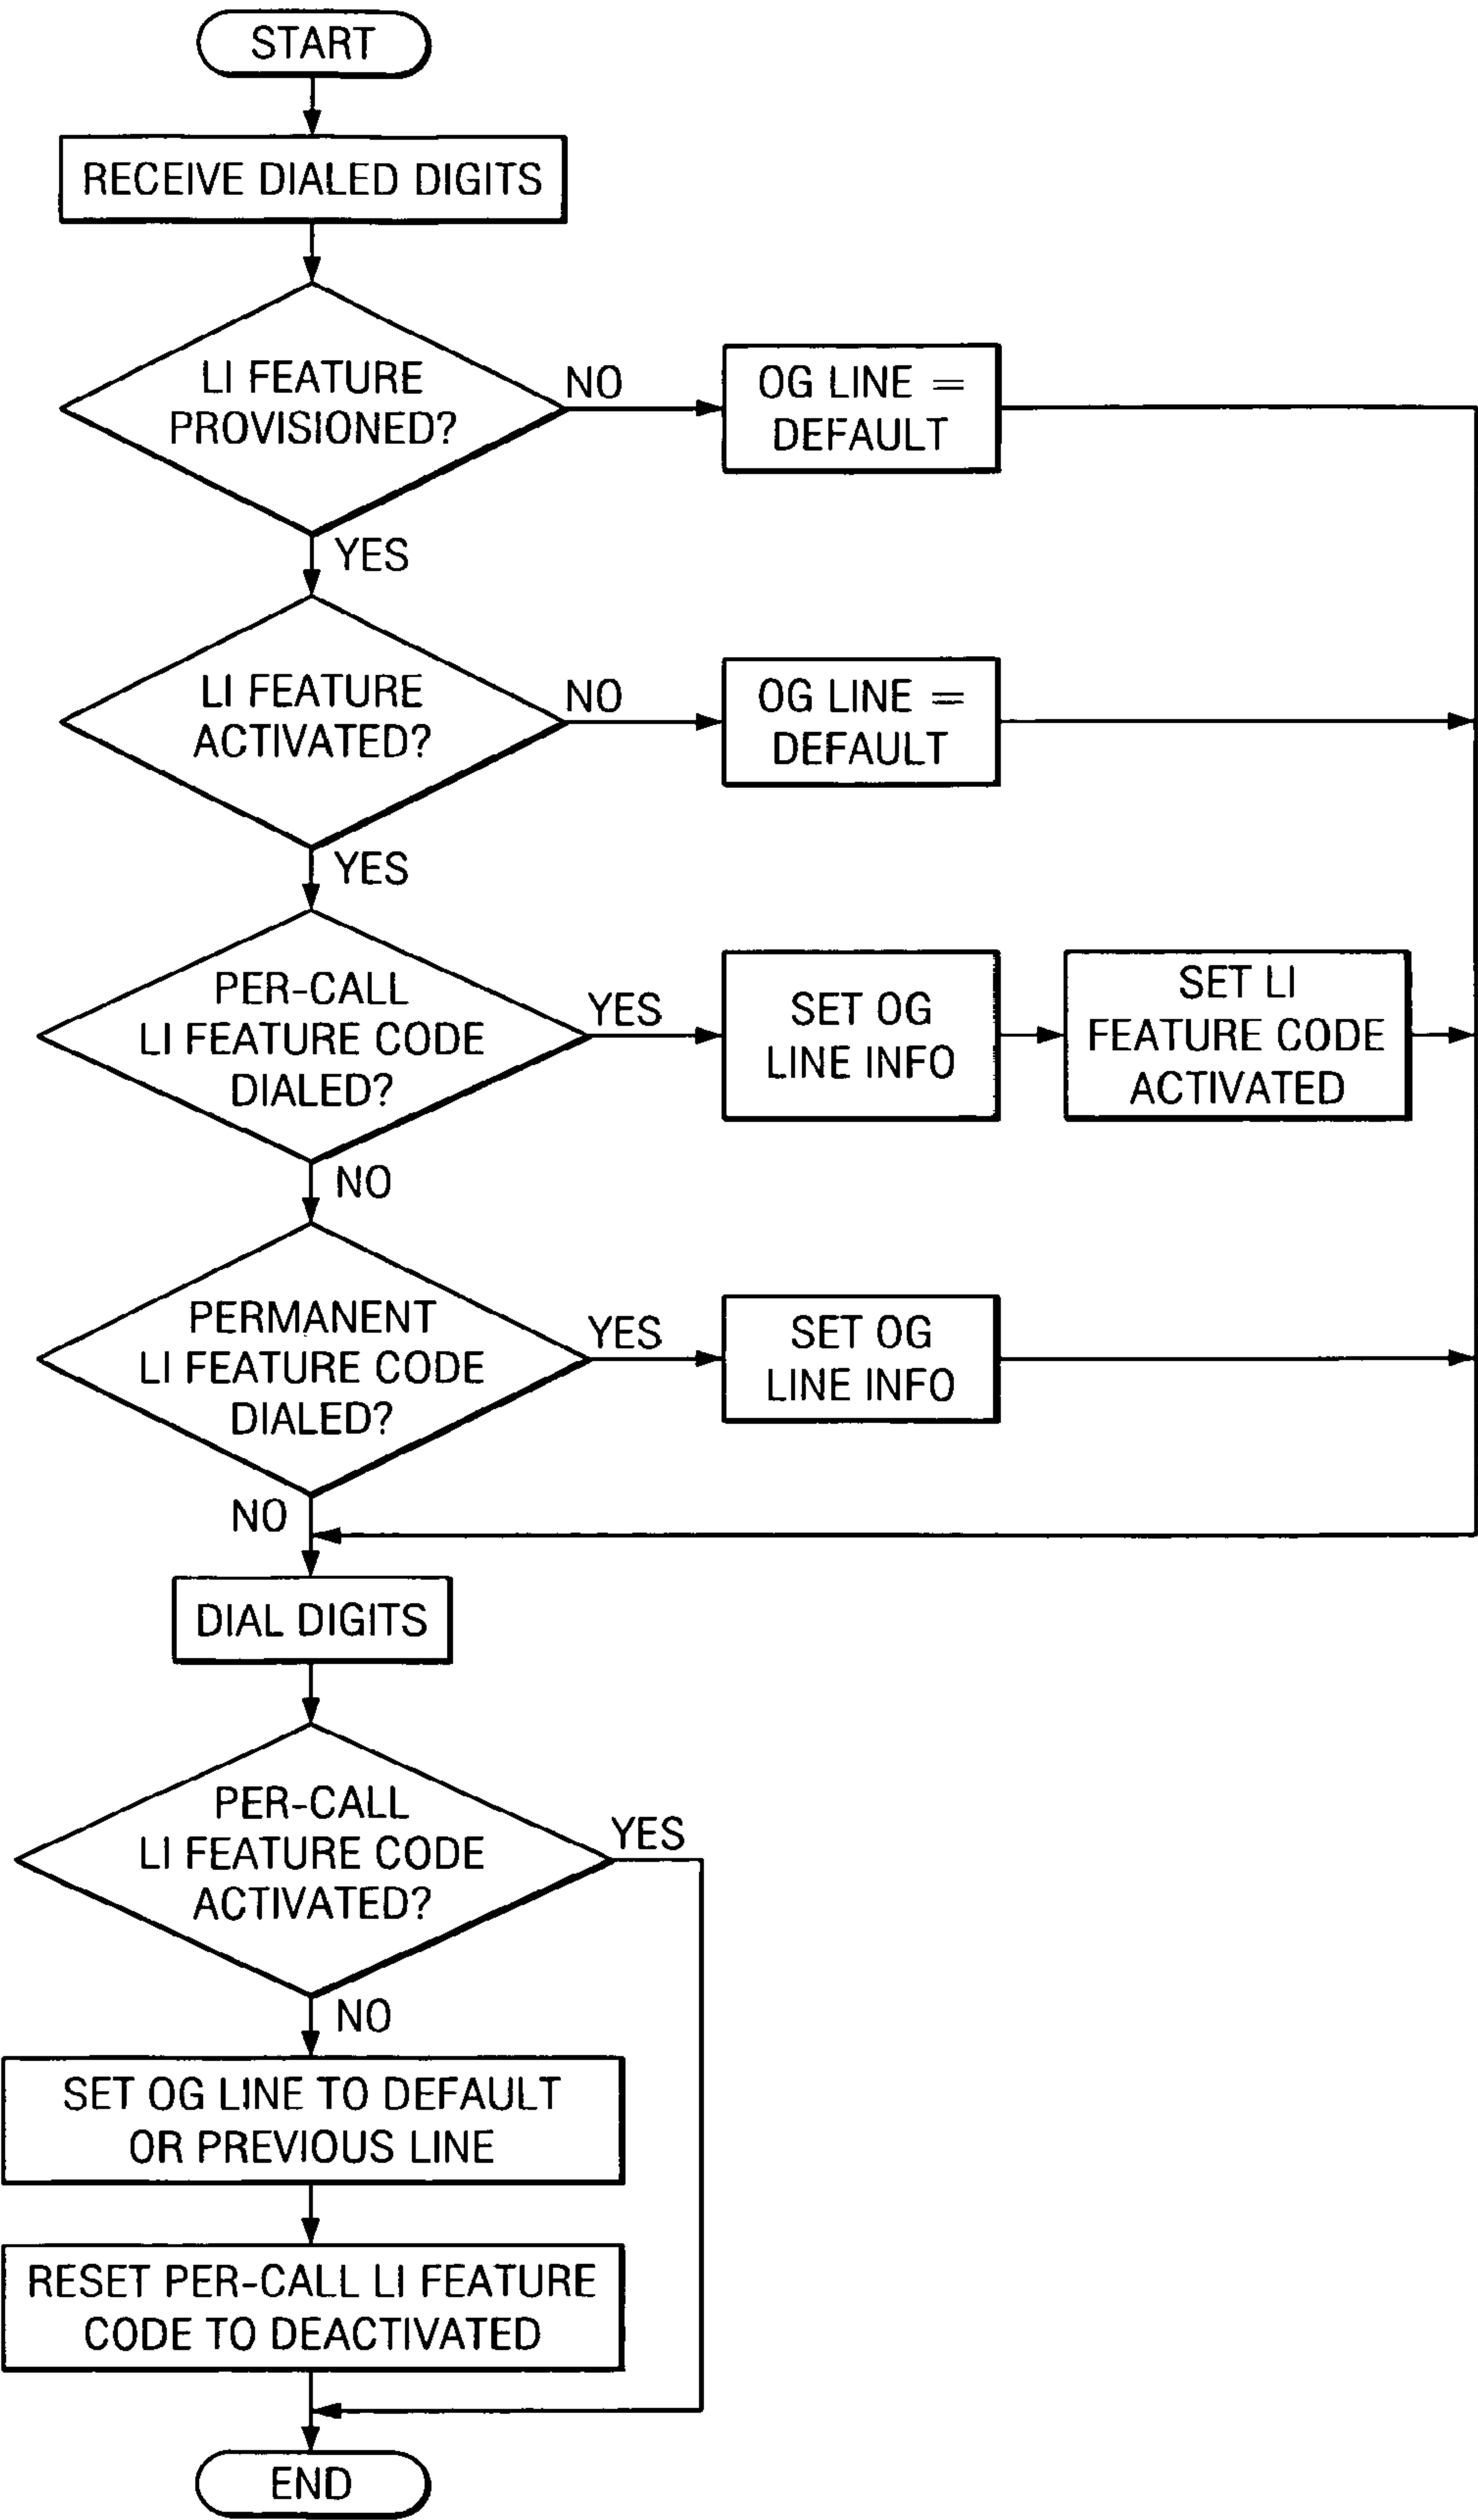 START
RECEIVE DIALED DIGITS
LI FEATURE
PROVISIONED?
NO
OG LINE =
DEFAULT
YES
LI FEATURE
ACTIVATED?
NO
OG LINE =
DEFAULT
YES
PER-CALL
LI FEATURE CODE
DIALED?
YES
SET OG
LINE INFO
SET LI
FEATURE CODE
ACTIVATED
NO
PERMANENT
LI FEATURE CODE
DIALED?
YES
SET OG
LINE INFO
NO
DIAL DIGITS
PER-CALL
LI FEATURE CODE
ACTIVATED?
YES
NO
SET OG LINE TO DEFAULT
OR PREVIOUS LINE
RESET PER-CALL LI FEATURE
CODE TO DEACTIVATED
END